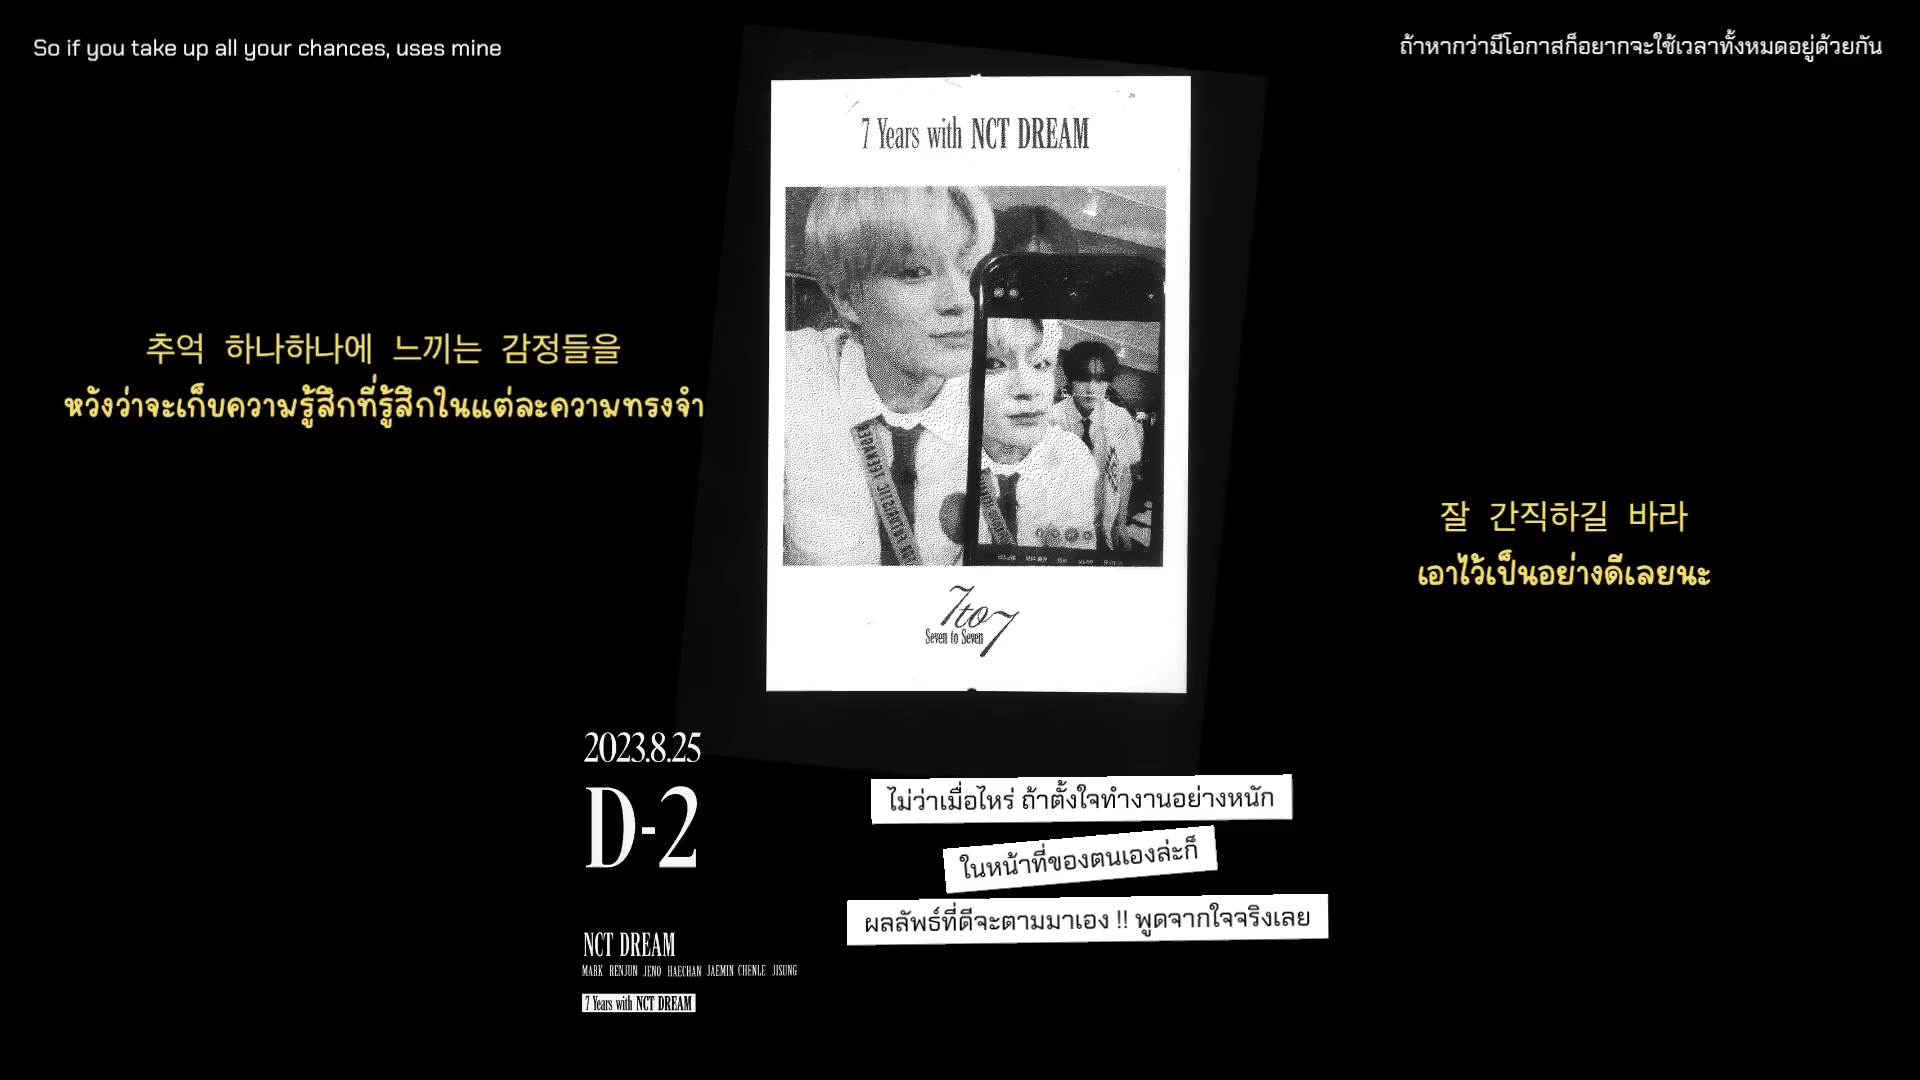 So if you take up all your chances, uses mine
ถ้าหากว่ามีโอกาสก็อยากจะใช้เวลาทั้งหมดอยู่ด้วยกัน
7 Years with NCT DREAM
추억 하나하나에 느끼는 감정들을
หวังว่าจะเก็บความรู้สึกที่รู้สึกในแต่ละความทรงจำ
잘 간직하길 바라
เอาไว้เป็นอย่างดีเลยนะ
7to7
Seven to Seven
2023.8.25
D-2
ไม่ว่าเมื่อไหร่ ถ้าตั้งใจทำงานอย่างหนัก
ในหน้าที่ของตนเองล่ะก็
ผลลัพธ์ที่ดีจะตามมาเอง !! พูดจากใจจริงเลย
NCT DREAM
MARK RENJUN JENO HAECHAN JAEMIN CHENLE JISUNG
7 Years with NCT DREAM